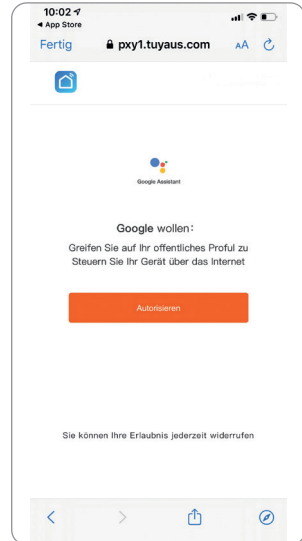 10:02
App Store
Fertig pxy1.tuyaus.com AA
Google Assistant
Google wollen:
Greifen Sie auf Ihr offentliches Proful zu
Steuern Sie Ihr Gerät über das Internet
Autorisieren
Sie können Ihre Erlaubnis jederzeit widerrufen